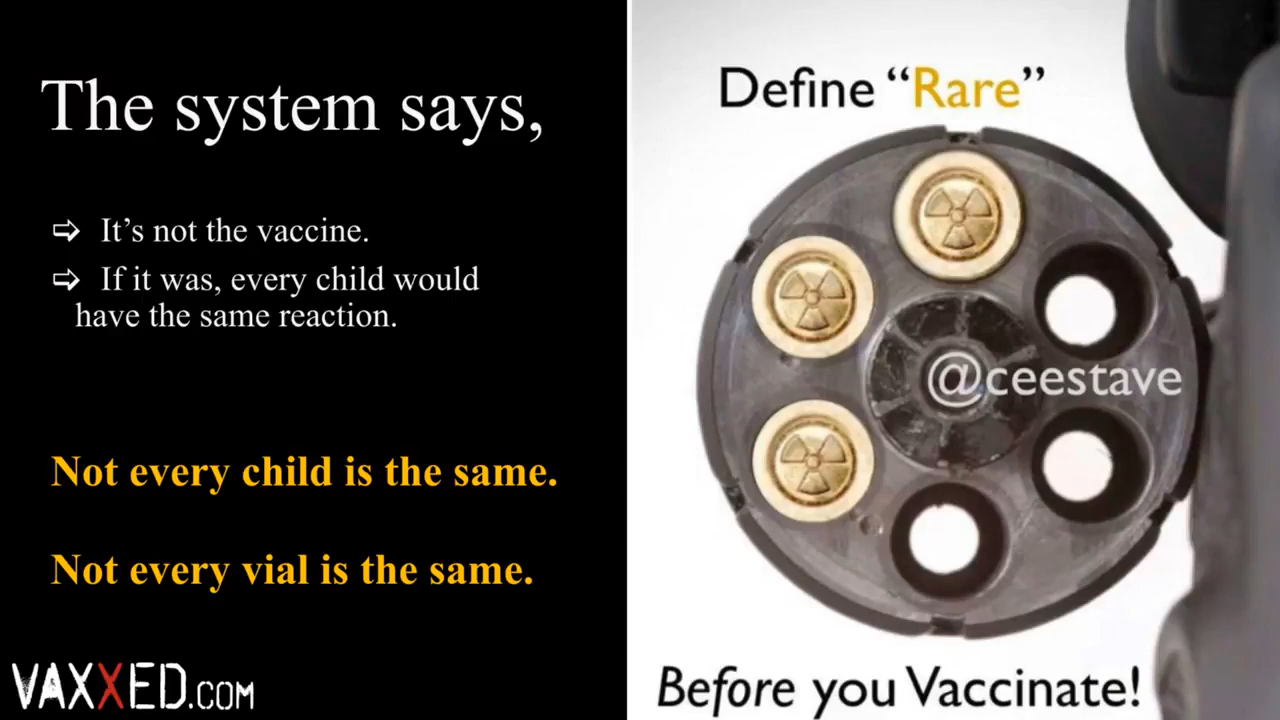 The system says,
⇨ It’s not the vaccine.
⇨ If it was, every child would
have the same reaction.
Not every child is the same.
Not every vial is the same.
VAXXED.COM
Define “Rare”
@ceestave
Before you Vaccinate!